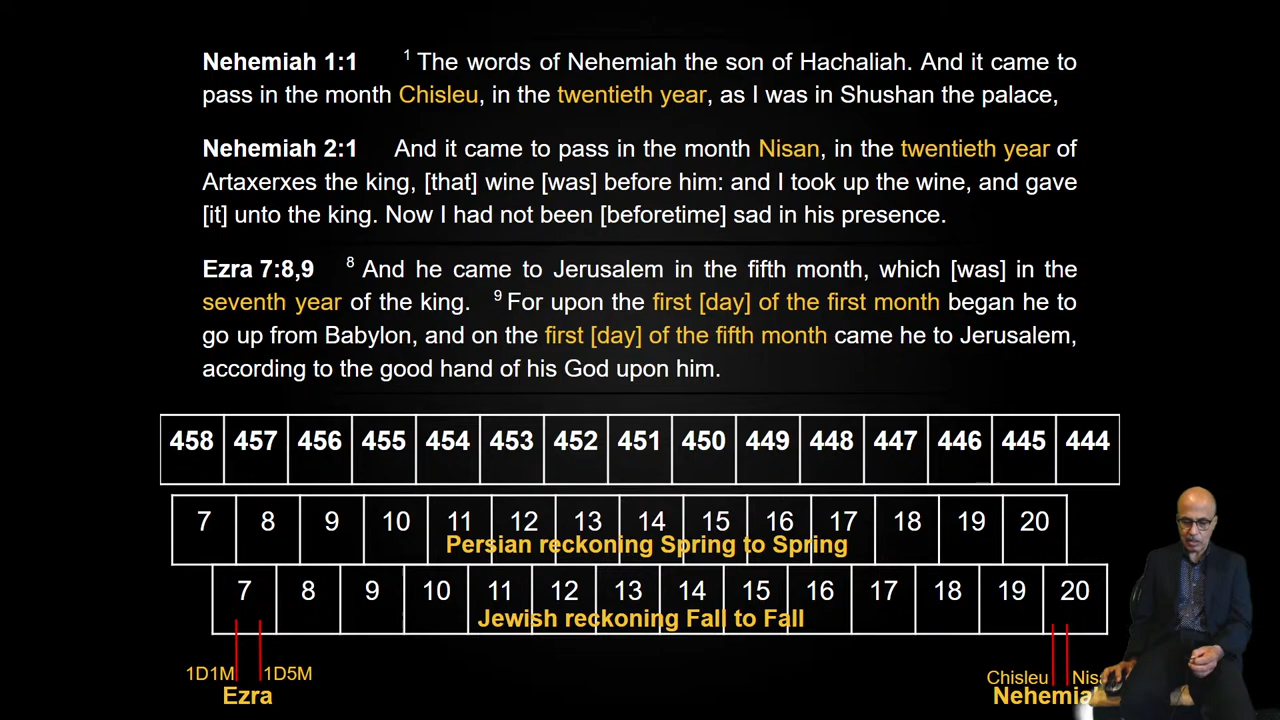 Nehemiah 1:1 1 The words of Nehemiah the son of Hachaliah. And it came to
pass in the month Chisleu, in the twentieth year, as I was in Shushan the palace,
Nehemiah 2:1 And it came to pass in the month Nisan, in the twentieth year of
Artaxerxes the king, [that] wine [was] before him: and I took up the wine, and gave
[it] unto the king. Now I had not been [beforetime] sad in his presence.
Ezra 7:8,9 8 And he came to Jerusalem in the fifth month, which [was] in the
seventh year of the king. 9 For upon the first [day] of the first month began he to
go up from Babylon, and on the first [day] of the fifth month came he to Jerusalem,
according to the good hand of his God upon him.
458 457 456 455 454 453 452 451 450 449 448 447 446 445 444
7 8 9 10 11 12 13 14 15 16 17 18 19 20
Persian reckoning Spring to Spring
7 8 9 10 11 12 13 14 15 16 17 18 19 20
Jewish reckoning Fall to Fall
1D1M 1D5M Chisleu Nisa
Ezra Nehemiah